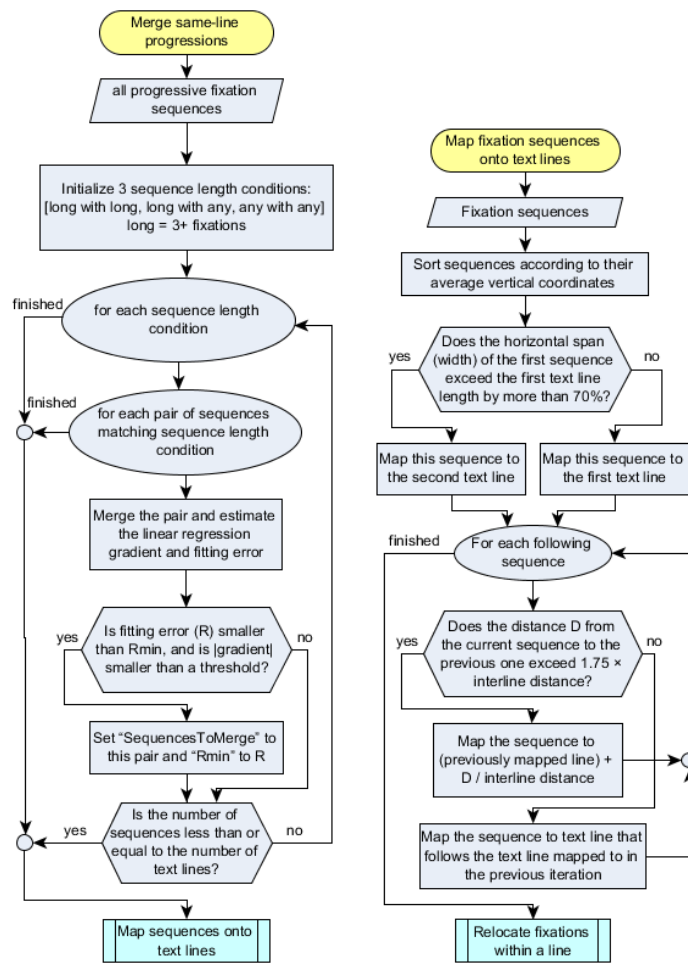 Merge same-line
progressions
all progressive fixation
sequences
Initialize 3 sequence length conditions:
[long with long, long with any, any with any]
long = 3+ fixations
finished
for each sequence length
condition
finished
for each pair of sequences
matching sequence length
condition
Merge the pair and estimate
the linear regression
gradient and fitting error
yes
Is fitting error (R) smaller
than Rmin, and is |gradient|
smaller than a threshold?
no
Set “SequencesToMerge” to
this pair and “Rmin” to R
yes
Is the number of
sequences less than or
equal to the number of
text lines?
no
Map sequences onto
text lines
Map fixation sequences
onto text lines
Fixation sequences
Sort sequences according to their
average vertical coordinates
yes
Does the horizontal span
(width) of the first sequence
exceed the first text line
length by more than 70%?
no
Map this sequence to
the second text line
Map this sequence to
the first text line
finished
For each following
sequence
yes
Does the distance D from
the current sequence to the
previous one exceed 1.75 ×
interline distance?
no
Map the sequence to
(previously mapped line) +
D / interline distance
Map the sequence to text line that
follows the text line mapped to in
the previous iteration
Relocate fixations
within a line